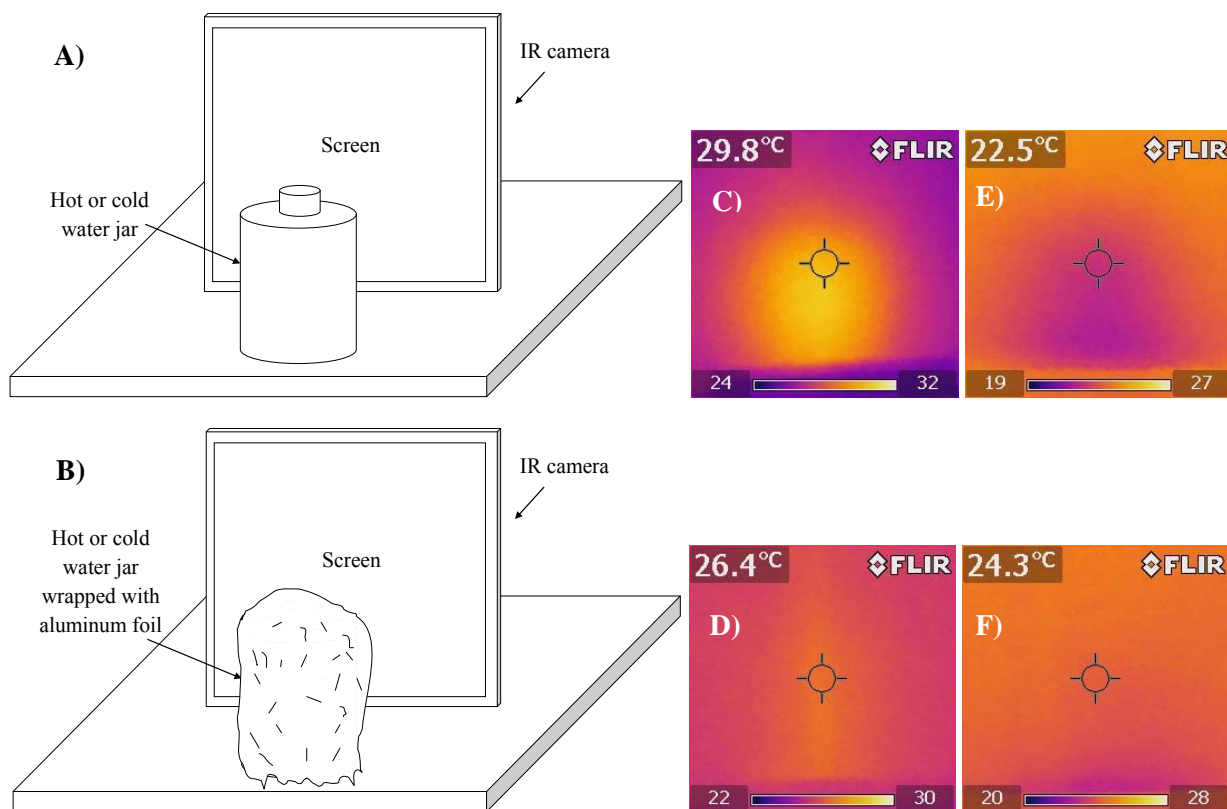 A)
IR camera
Screen
Hot or cold
water jar
29.8°C
FLIR
C)
24
32
22.5°C
FLIR
E)
19
27
B)
IR camera
Hot or cold
water jar
wrapped with
aluminum foil
Screen
26.4°C
FLIR
D)
22
30
24.3°C
FLIR
F)
20
28